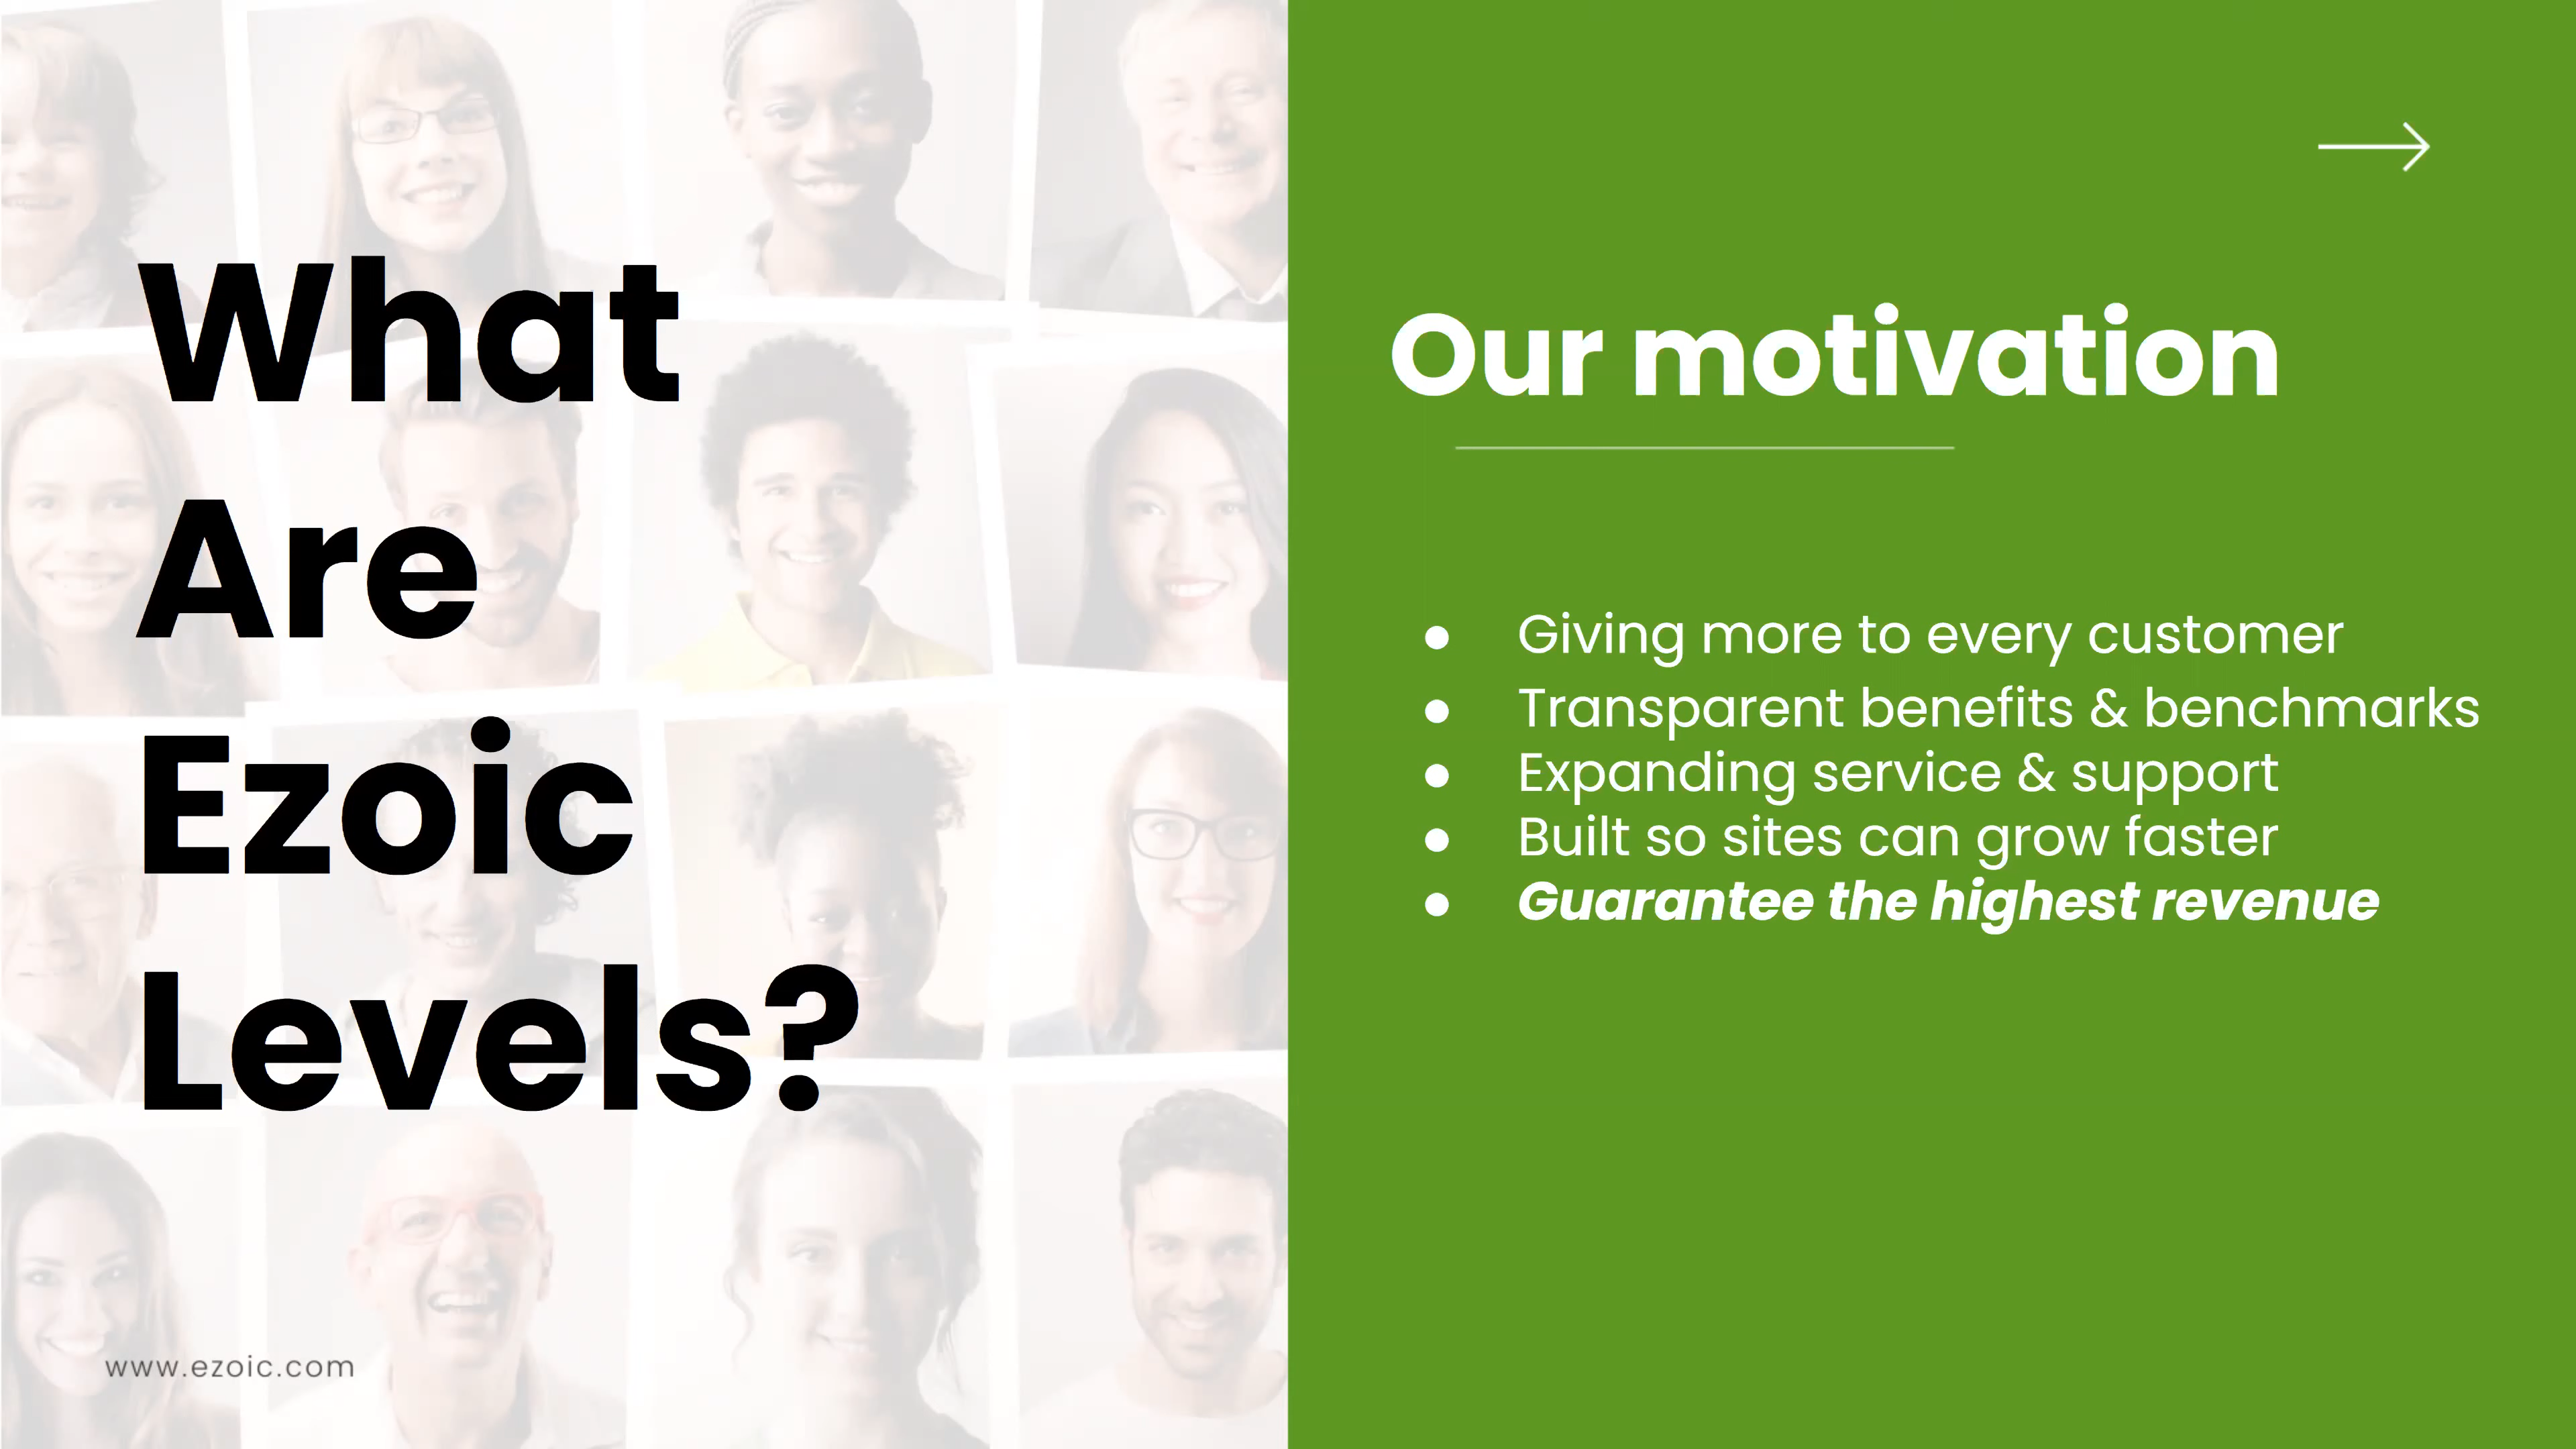 What
Are
Ezoic
Levels?
www.ezoic.com
Our motivation
● Giving more to every customer
● Transparent benefits & benchmarks
● Expanding service & support
● Built so sites can grow faster
● Guarantee the highest revenue